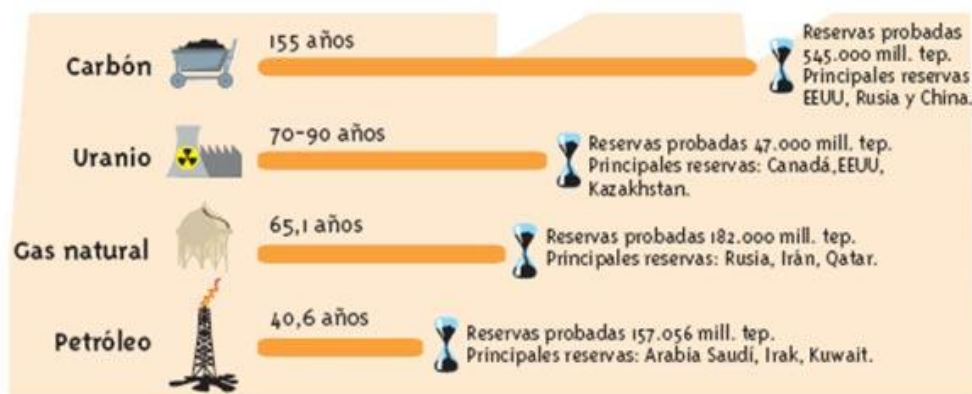 Carbón
155 años
Reservas probadas
545.000 mill. tep.
Principales reservas
EEUU, Rusia y China.
Uranio
70-90 años
Reservas probadas 47.000 mill. tep.
Principales reservas: Canadá,EEUU,
Kazakhstan.
Gas natural
65,1 años
Reservas probadas 182.000 mill. tep.
Principales reservas: Rusia, Irán, Qatar.
Petróleo
40,6 años
Reservas probadas 157.056 mill. tep.
Principales reservas: Arabia Saudí, Irak, Kuwait.